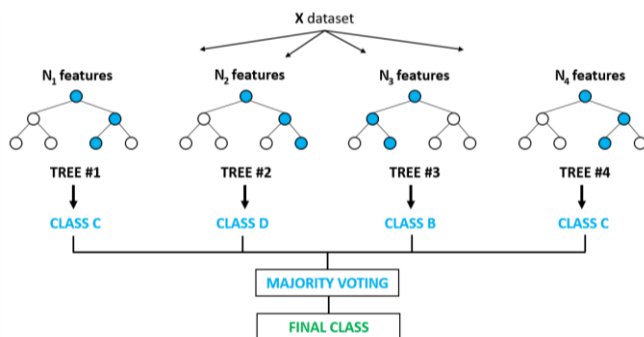 X dataset
N₁ features N₂ features N₃ features N₄ features
TREE #1 TREE #2 TREE #3 TREE #4
CLASS C CLASS D CLASS B CLASS C
MAJORITY VOTING
FINAL CLASS